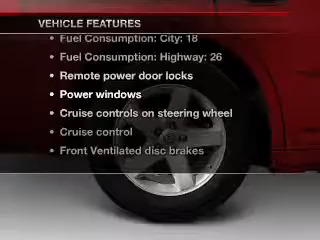 VEHICLE FEATURES
• Fuel Consumption: City: 18
• Fuel Consumption: Highway: 26
• Remote power door locks
• Power windows
• Cruise controls on steering wheel
• Cruise control
• Front Ventilated disc brakes